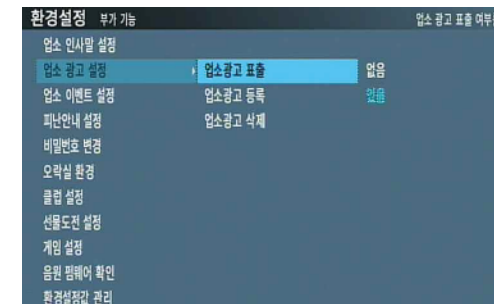 환경설정 부가 기능 업소 광고 표출 여부
업소 인사말 설정
업소 광고 설정 업소광고 표출 없음
업소 이벤트 설정 업소광고 등록 있음
피난안내 설정 업소광고 삭제
비밀번호 변경
오락실 환경
클럽 설정
선물도전 설정
게임 설정
음원 펌웨어 확인
환경설정값 관리